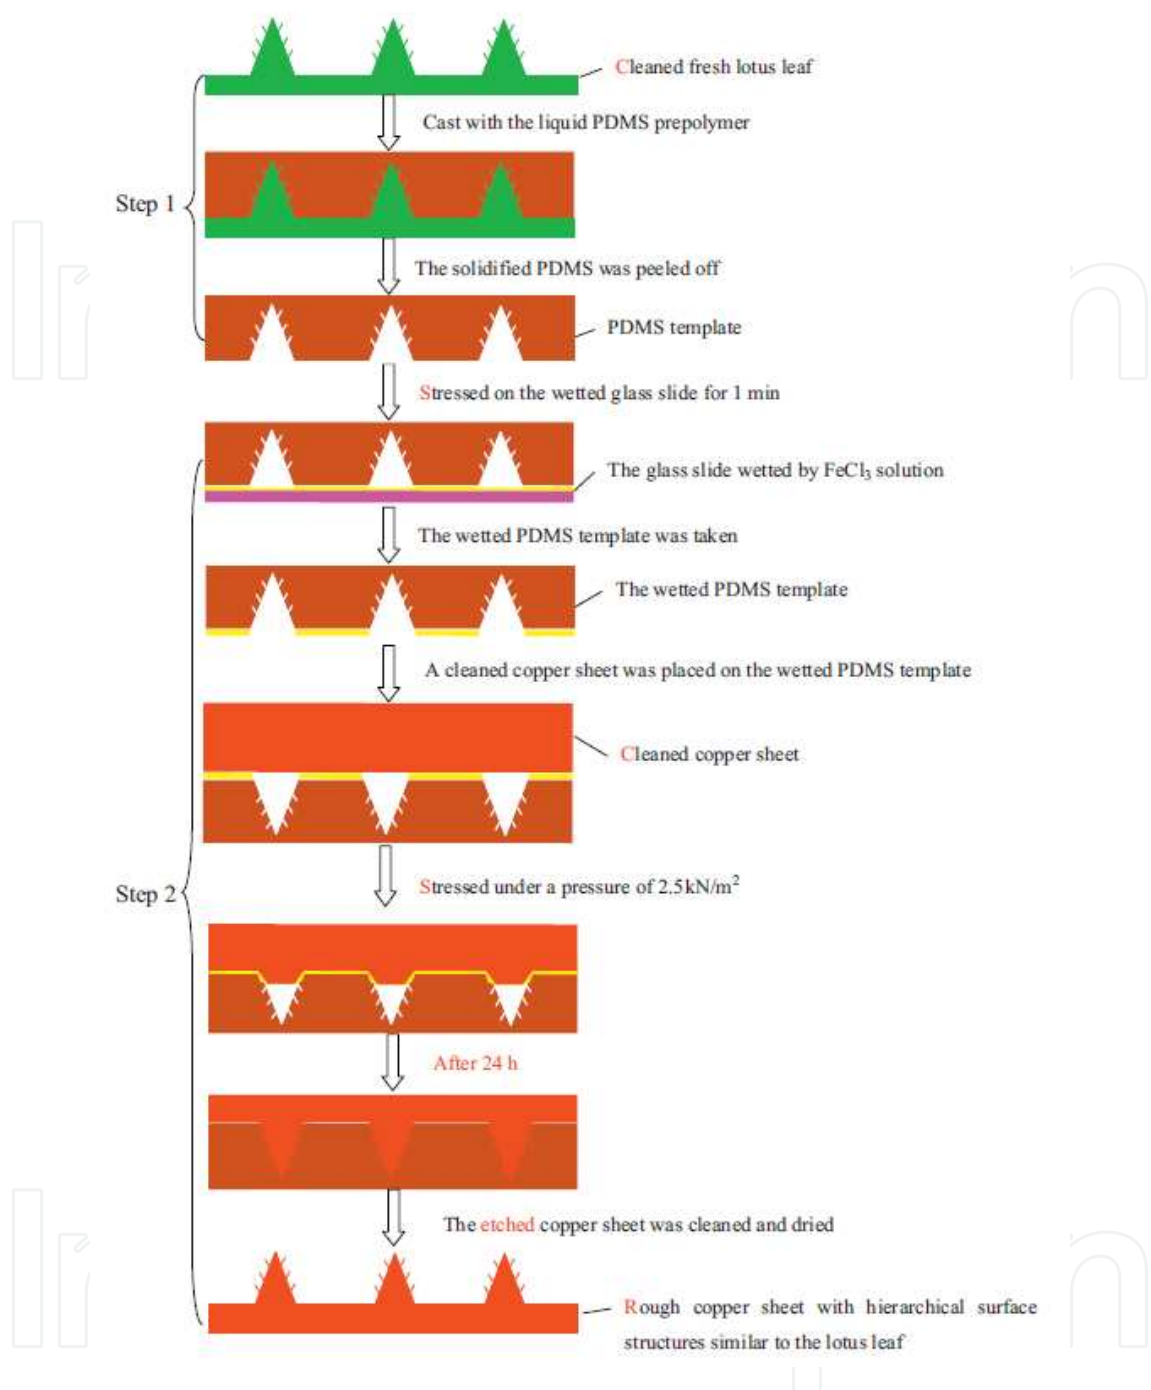 Cleaned fresh lotus leaf
Cast with the liquid PDMS prepolymer
Step 1
The solidified PDMS was peeled off
PDMS template
Stressed on the wetted glass slide for 1 min
The glass slide wetted by FeCl₃ solution
The wetted PDMS template was taken
The wetted PDMS template
A cleaned copper sheet was placed on the wetted PDMS template
Cleaned copper sheet
Stressed under a pressure of 2.5kN/m²
Step 2
After 24 h
The etched copper sheet was cleaned and dried
Rough copper sheet with hierarchical surface
structures similar to the lotus leaf